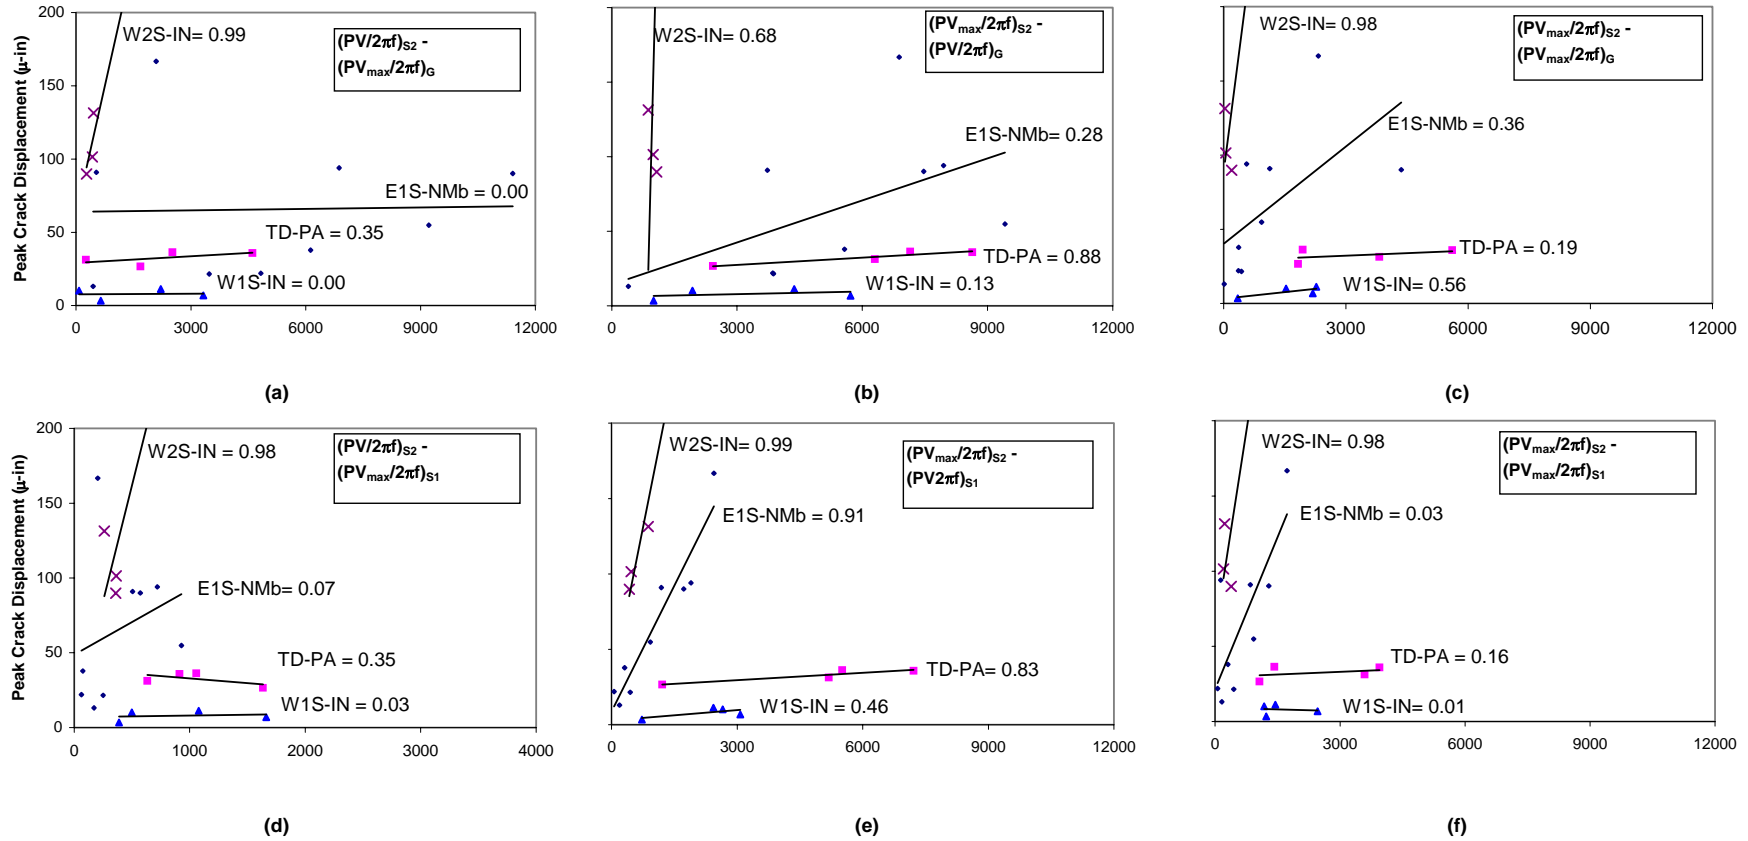 Peak Crack Displacement (μ-in)
200
150
100
50
0
0 3000 6000 9000 12000
W2S-IN= 0.99
(PV/2πf)S2 -
(PVmax/2πf)G
E1S-NMb = 0.00
TD-PA = 0.35
W1S-IN = 0.00
(a)
W2S-IN= 0.68
(PVmax/2πf)S2 -
(PV/2πf)G
E1S-NMb= 0.28
TD-PA = 0.88
W1S-IN = 0.13
0 3000 6000 9000 12000
(b)
W2S-IN = 0.98
(PVmax/2πf)S2 -
(PVmax/2πf)G
E1S-NMb = 0.36
TD-PA = 0.19
W1S-IN = 0.56
0 3000 6000 9000 12000
(c)
Peak Crack Displacement (μ-in)
200
150
100
50
0
0 1000 2000 3000 4000
W2S-IN = 0.98
(PV/2πf)S2 -
(PVmax/2πf)S1
E1S-NMb= 0.07
TD-PA = 0.35
W1S-IN = 0.03
(d)
W2S-IN= 0.99
(PVmax/2πf)S2 -
(PV2πf)S1
E1S-NMb = 0.91
TD-PA= 0.83
W1S-IN = 0.46
0 3000 6000 9000 12000
(e)
W2S-IN= 0.98
(PVmax/2πf)S2 -
(PVmax/2πf)S1
E1S-NMb = 0.03
TD-PA = 0.16
W1S-IN= 0.01
0 3000 6000 9000 12000
(f)